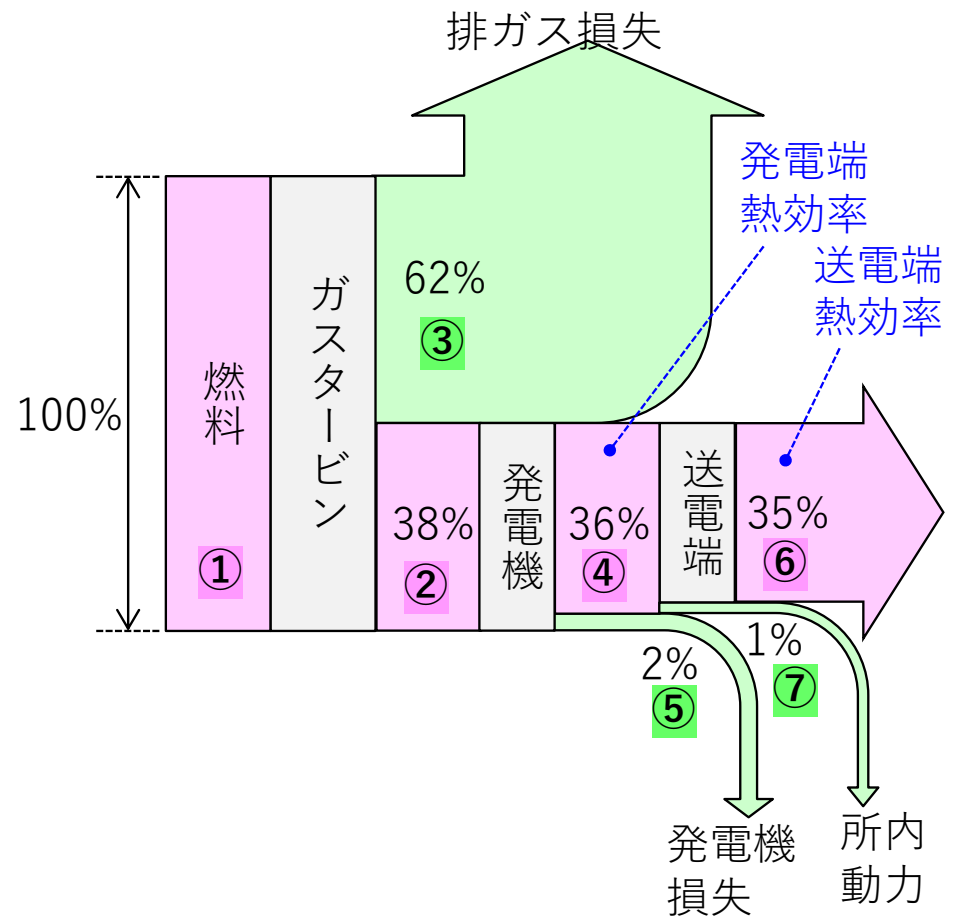 排ガス損失
発電端
熱効率
送電端
熱効率
100%
燃料
①
ガスタービン
62%
③
38%
②
発電機
36%
④
送電端
35%
⑥
2%
⑤
1%
⑦
発電機
損失
所内
動力